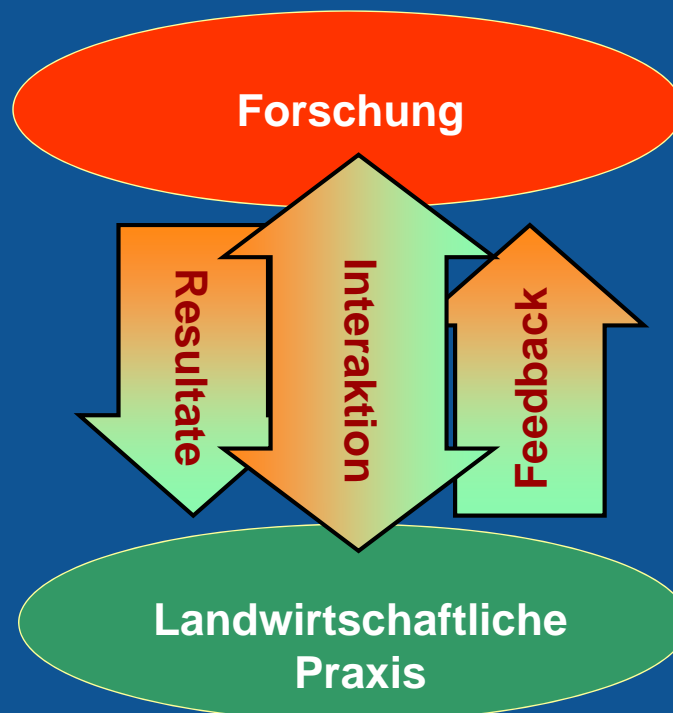 Forschung
Resultate
Interaktion
Feedback
Landwirtschaftliche
Praxis